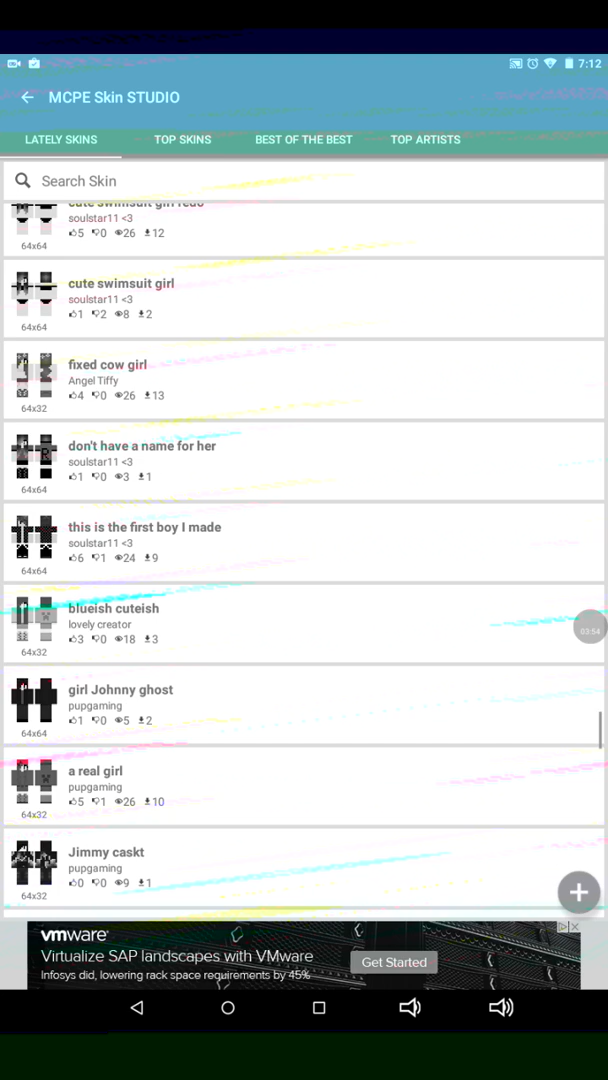 7:12
MCPE Skin STUDIO
LATELY SKINS TOP SKINS BEST OF THE BEST TOP ARTISTS
Search Skin
cute swimsuit girl redo
soulstar11 <3
5 0 26 12
64x64
cute swimsuit girl
soulstar11 <3
1 2 8 2
64x64
fixed cow girl
Angel Tiffy
4 0 26 13
64x32
don't have a name for her
soulstar11 <3
1 0 3 1
64x64
this is the first boy I made
soulstar11 <3
6 1 24 9
64x64
blueish cuteish
lovely creator
3 0 18 3
64x32
03:54
girl Johnny ghost
pupgaming
1 0 5 2
64x64
a real girl
pupgaming
5 1 26 10
64x32
Jimmy caskt
pupgaming
0 0 9 1
64x32
vmware
Virtualize SAP landscapes with VMware
Infosys did, lowering rack space requirements by 45%
Get Started